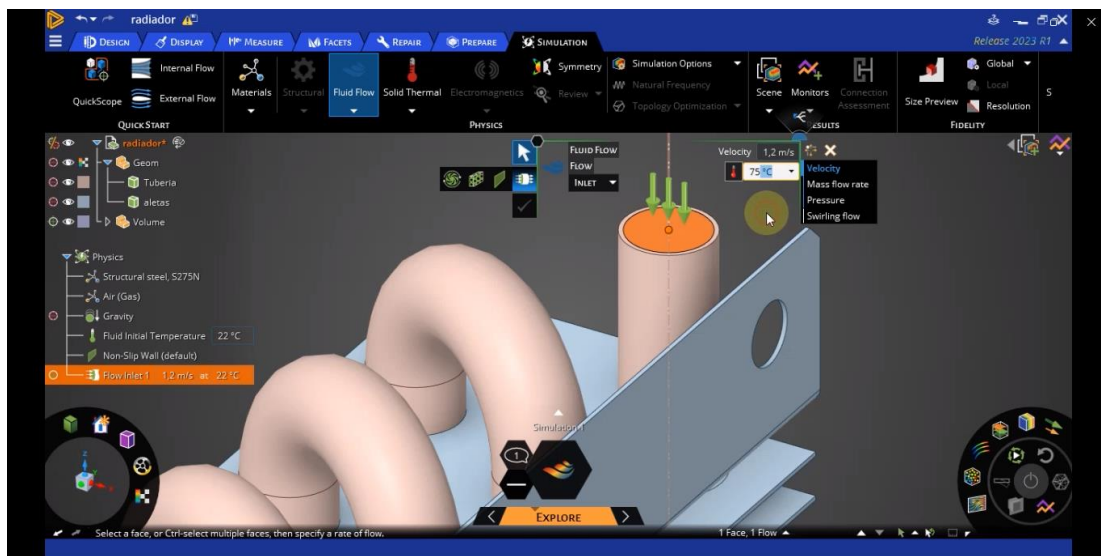 radiador
DESIGN DISPLAY MEASURE FACETS REPAIR PREPARE SIMULATION
Release 2023 R1
QuickScope
Internal Flow
External Flow
QUICK START
Materials
Structural
Fluid Flow
Solid Thermal
Electromagnetics
Symmetry
Review
Simulation Options
Natural Frequency
Topology Optimization
PHYSICS
Scene
Monitors
Connection
Assessment
Size Preview
Global
Local
Resolution
FIDELITY
S
radiador*
Geom
Tuberia
aletas
Volume
Physics
Structural steel, S275N
Air (Gas)
Gravity
Fluid Initial Temperature 22 °C
Non-Slip Wall (default)
Flow Inlet 1 1,2 m/s at 22 °C
FLUID FLOW
FLOW
INLET
Velocity 1,2 m/s
75 °C
Velocity
Mass flow rate
Pressure
Swirling flow
Simulation 1
1
EXPLORE
Select a face, or Ctrl-select multiple faces, then specify a rate of flow.
1 Face, 1 Flow